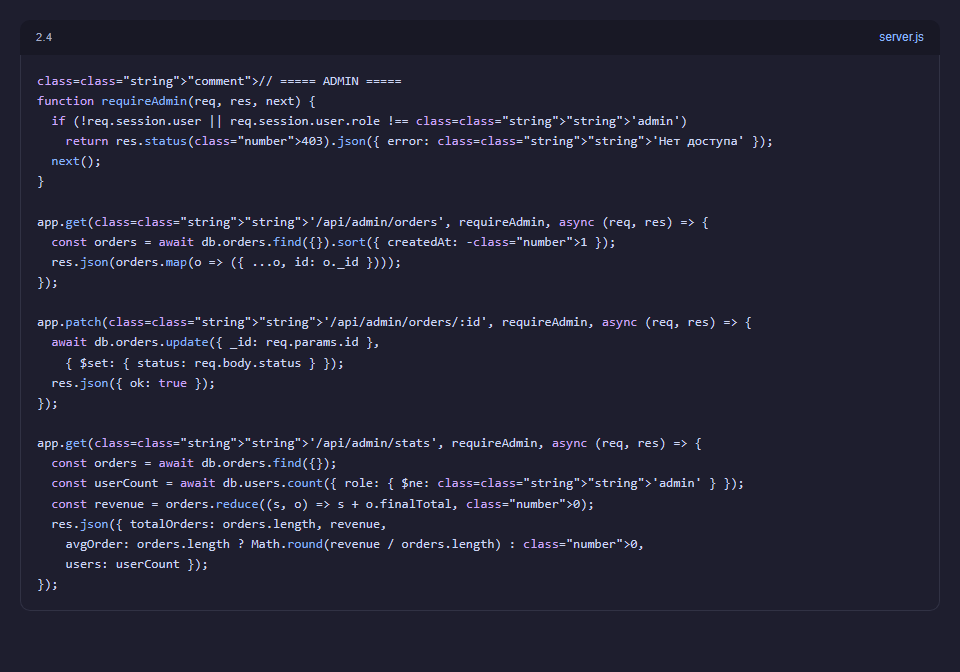 2.4
server.js
class=class="string">"comment">// ===== ADMIN =====
function requireAdmin(req, res, next) {
  if (!req.session.user || req.session.user.role !== class=class="string">"string">'admin')
    return res.status(class="number">403).json({ error: class=class="string">"string">'Нет доступа' });
  next();
}

app.get(class=class="string">"string">'/api/admin/orders', requireAdmin, async (req, res) => {
  const orders = await db.orders.find({}).sort({ createdAt: -class="number">1 });
  res.json(orders.map(o => ({ ...o, id: o._id })));
});

app.patch(class=class="string">"string">'/api/admin/orders/:id', requireAdmin, async (req, res) => {
  await db.orders.update({ _id: req.params.id },
    { $set: { status: req.body.status } });
  res.json({ ok: true });
});

app.get(class=class="string">"string">'/api/admin/stats', requireAdmin, async (req, res) => {
  const orders = await db.orders.find({});
  const userCount = await db.users.count({ role: { $ne: class=class="string">"string">'admin' } });
  const revenue = orders.reduce((s, o) => s + o.finalTotal, class="number">0);
  res.json({ totalOrders: orders.length, revenue,
    avgOrder: orders.length ? Math.round(revenue / orders.length) : class="number">0,
    users: userCount });
});